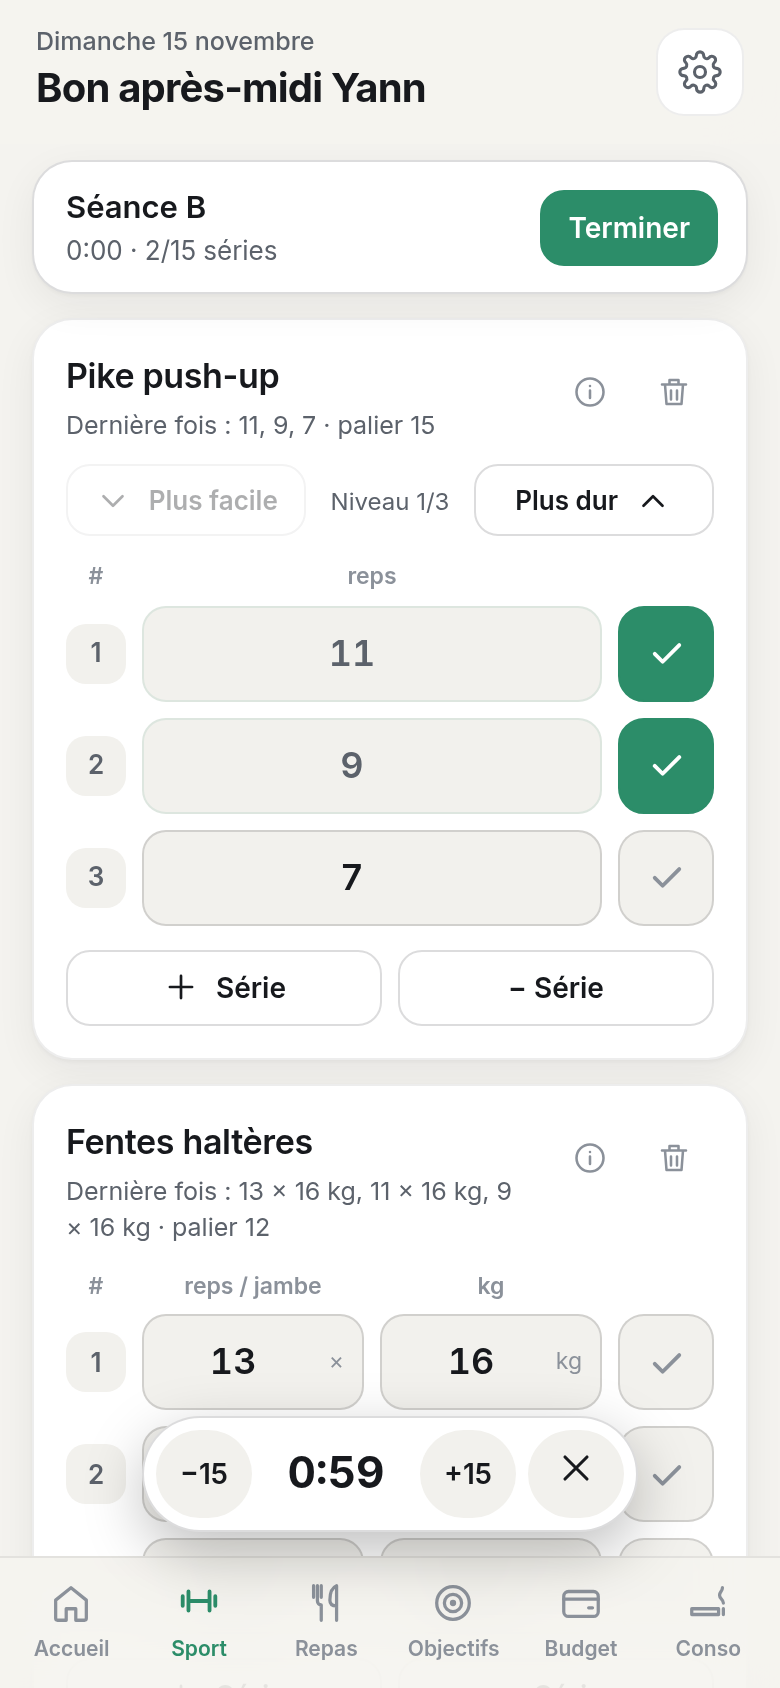 Dimanche 15 novembre
Bon après-midi Yann
Séance B
0:00 · 2/15 séries
Terminer
Pike push-up
Dernière fois : 11, 9, 7 · palier 15
Plus facile
Niveau 1/3
Plus dur
# reps
1 11
2 9
3 7
+ Série
– Série
Fentes haltères
Dernière fois : 13 × 16 kg, 11 × 16 kg, 9
× 16 kg · palier 12
# reps / jambe kg
1 13 × 16 kg
2
−15 0:59 +15
Accueil Sport Repas Objectifs Budget Conso